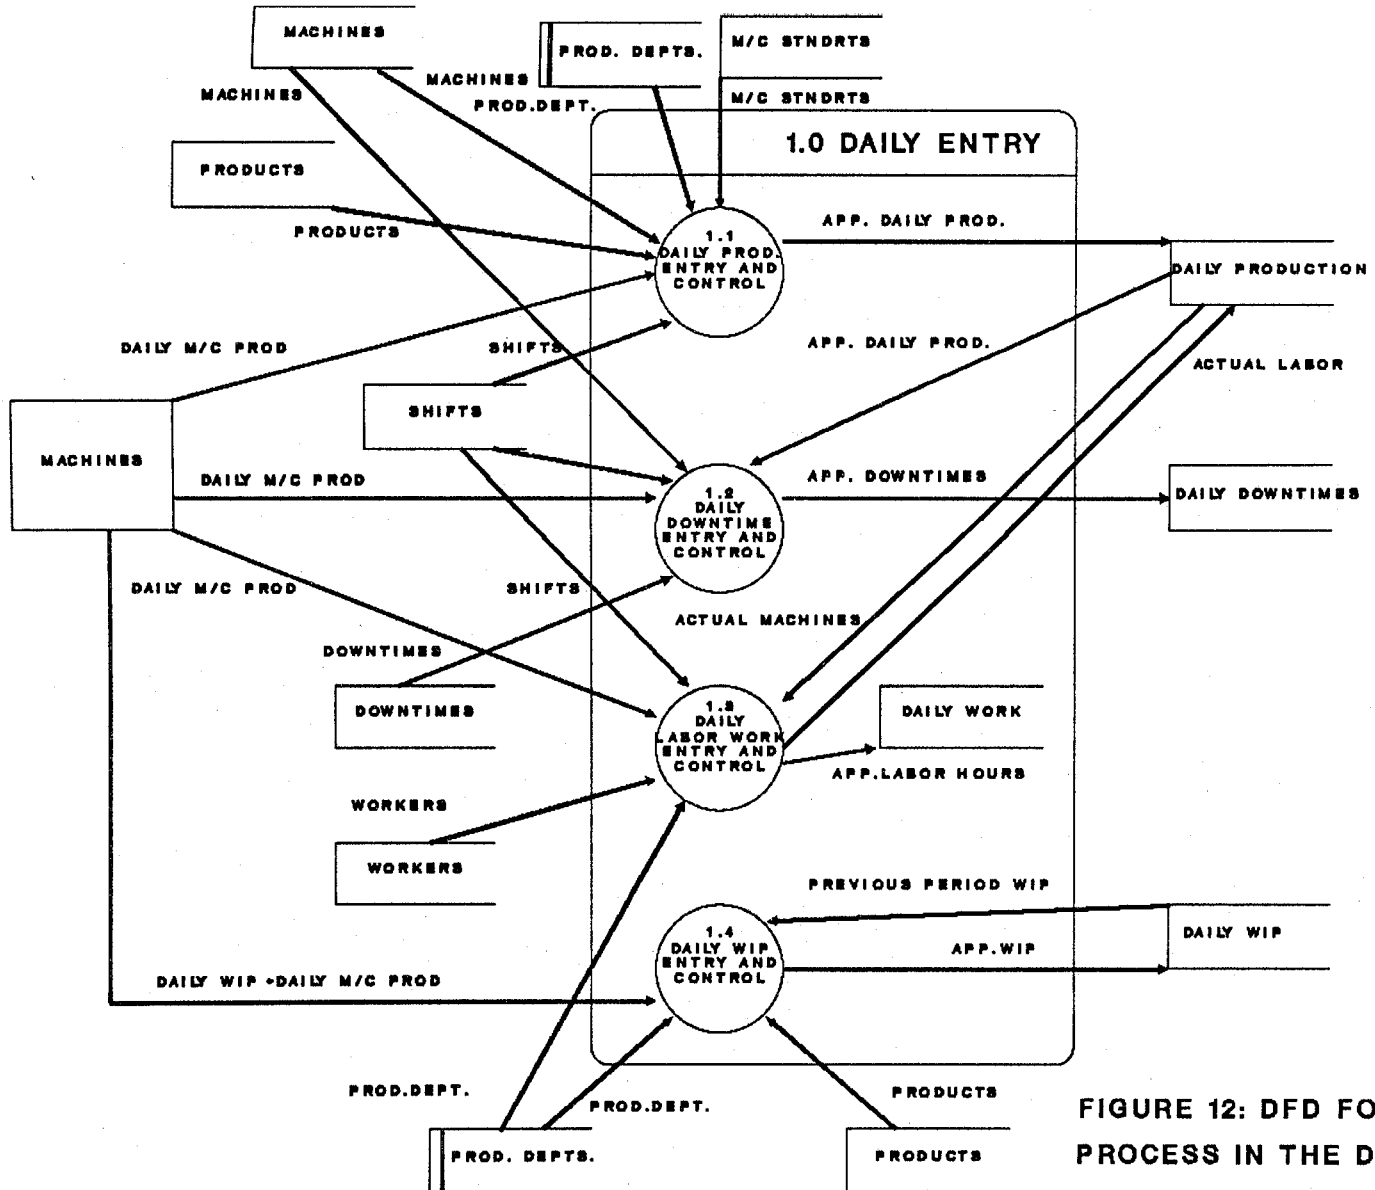 MACHINES
PROD. DEPTS.
M/C STNDRTS
MACHINES
MACHINES
PROD.DEPT.
M/C STNDRTS
1.0 DAILY ENTRY
PRODUCTS
PRODUCTS
1.1
DAILY PROD.
ENTRY AND
CONTROL
APP. DAILY PROD.
DAILY PRODUCTION
DAILY M/C PROD
SHIFTS
APP. DAILY PROD.
ACTUAL LABOR
SHIFTS
MACHINES
DAILY M/C PROD
1.2
DAILY
DOWNTIME
ENTRY AND
CONTROL
APP. DOWNTIMES
DAILY DOWNTIMES
DAILY M/C PROD
SHIFTS
ACTUAL MACHINES
DOWNTIMES
DOWNTIMES
1.3
DAILY
LABOR WORK
ENTRY AND
CONTROL
DAILY WORK
APP.LABOR HOURS
WORKERS
WORKERS
PREVIOUS PERIOD WIP
1.4
DAILY WIP
ENTRY AND
CONTROL
DAILY WIP
APP.WIP
DAILY WIP +DAILY M/C PROD
PROD.DEPT.
PROD.DEPT.
PRODUCTS
PROD. DEPTS.
PRODUCTS
FIGURE 12: DFD FO
PROCESS IN THE D